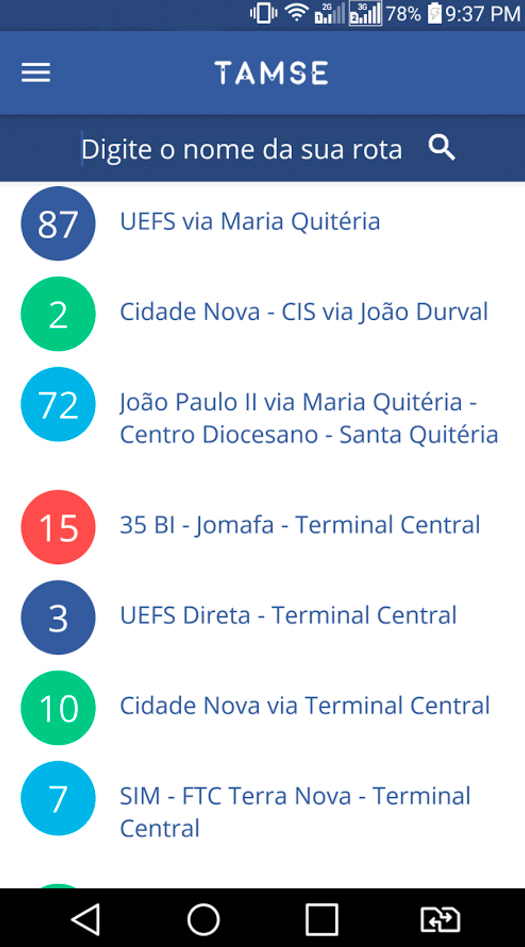 2G 3G 78% 9:37 PM
TAMSE
Digite o nome da sua rota
87 UEFS via Maria Quitéria
2 Cidade Nova - CIS via João Durval
72 João Paulo II via Maria Quitéria -
Centro Diocesano - Santa Quitéria
15 35 BI - Jomafa - Terminal Central
3 UEFS Direta - Terminal Central
10 Cidade Nova via Terminal Central
7 SIM - FTC Terra Nova - Terminal
Central